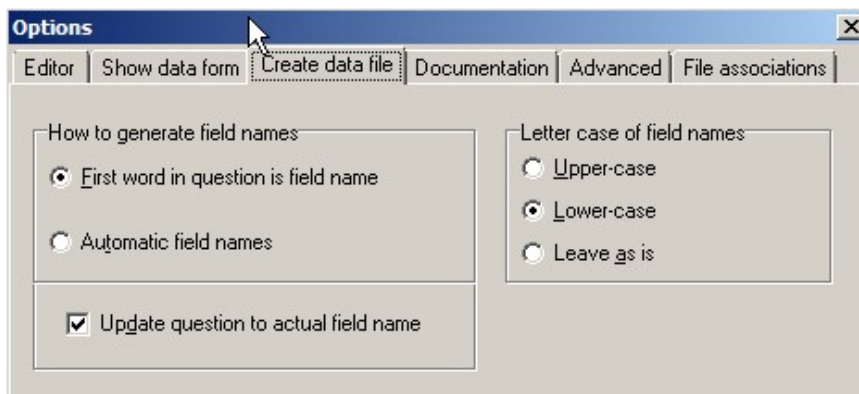 Options
Editor Show data form Create data file Documentation Advanced File associations
How to generate field names
First word in question is field name
Automatic field names
Update question to actual field name
Letter case of field names
Upper-case
Lower-case
Leave as is